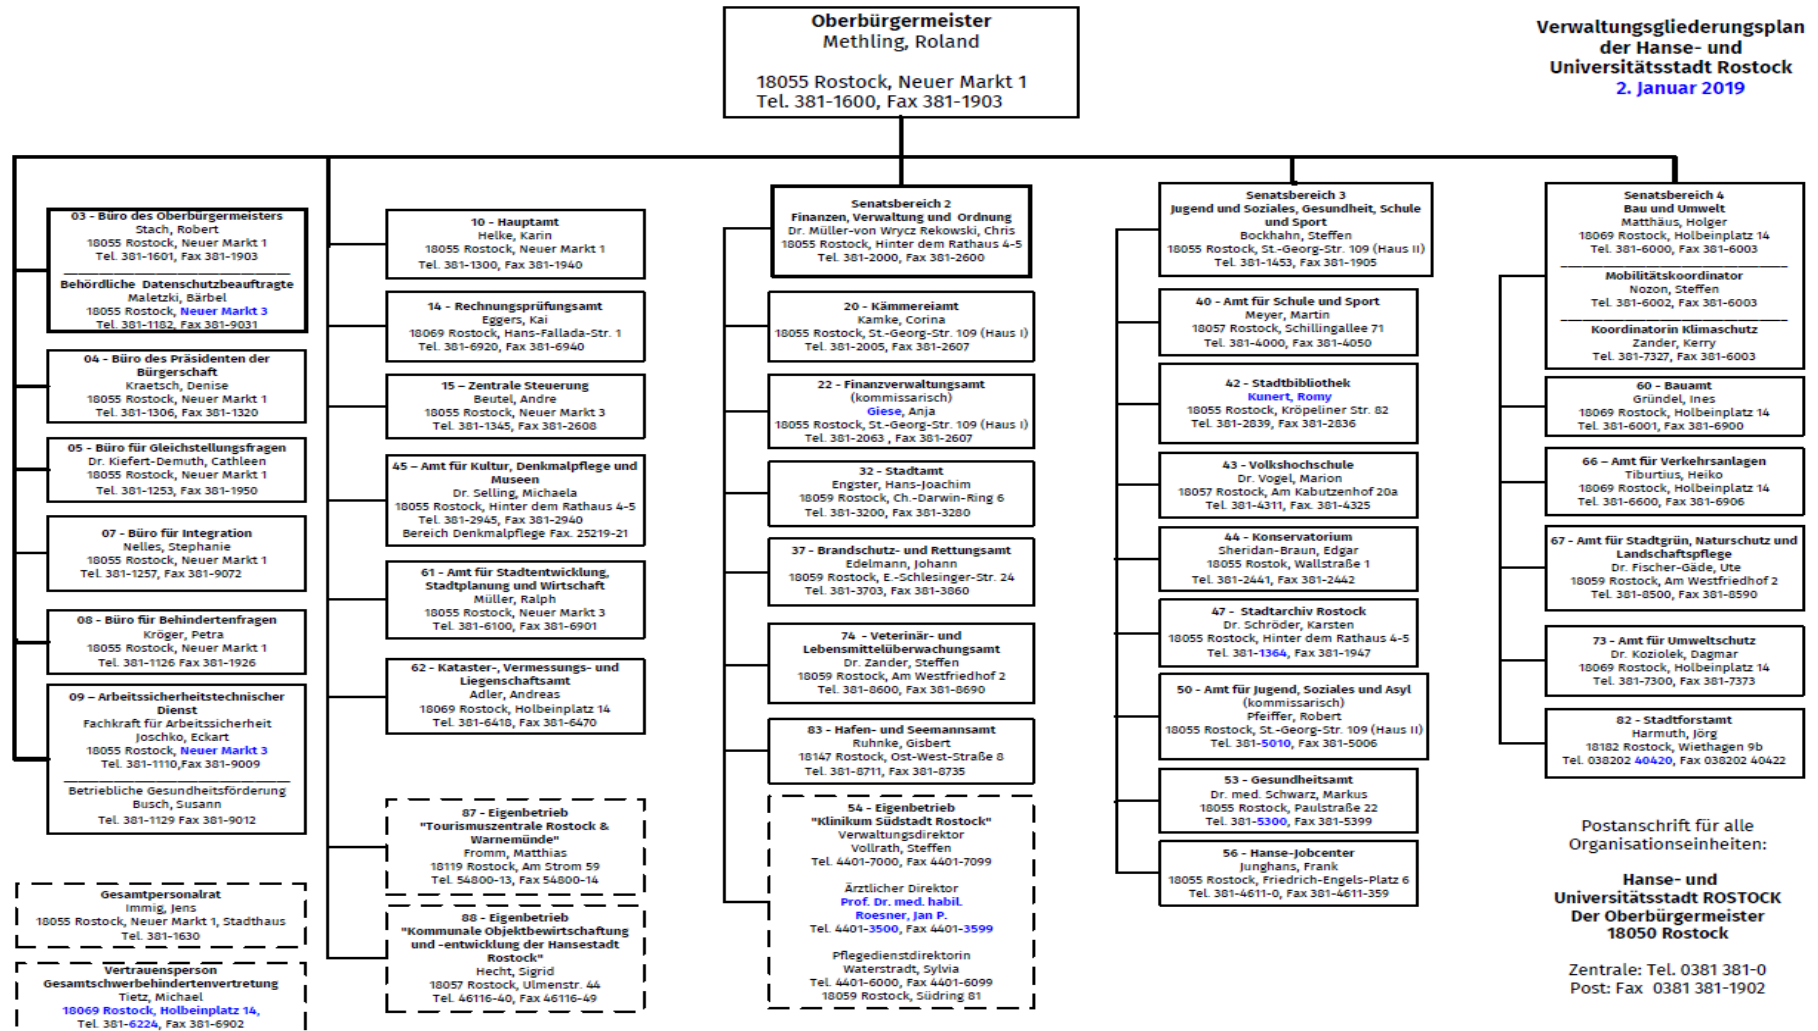 Oberbürgermeister
Methling, Roland
18055 Rostock, Neuer Markt 1
Tel. 381-1600, Fax 381-1903
Verwaltungsgliederungsplan
der Hanse- und
Universitätsstadt Rostock
2. Januar 2019
03 - Büro des Oberbürgermeisters
Stach, Robert
18055 Rostock, Neuer Markt 1
Tel. 381-1601, Fax 381-1903
Behördliche Datenschutzbeauftragte
Maletzki, Bärbel
18055 Rostock, Neuer Markt 3
Tel. 381-1182, Fax 381-9031
04 - Büro des Präsidenten der
Bürgerschaft
Kraetsch, Denise
18055 Rostock, Neuer Markt 1
Tel. 381-1306, Fax 381-1320
05 - Büro für Gleichstellungsfragen
Dr. Kiefert-Demuth, Cathleen
18055 Rostock, Neuer Markt 1
Tel. 381-1253, Fax 381-1950
07 - Büro für Integration
Nelles, Stephanie
18055 Rostock, Neuer Markt 1
Tel. 381-1257, Fax 381-9072
08 - Büro für Behindertenfragen
Kröger, Petra
18055 Rostock, Neuer Markt 1
Tel. 381-1126 Fax 381-1926
09 – Arbeitssicherheitstechnischer
Dienst
Fachkraft für Arbeitssicherheit
Joschko, Eckart
18055 Rostock, Neuer Markt 3
Tel. 381-1110,Fax 381-9009
Betriebliche Gesundheitsförderung
Busch, Susann
Tel. 381-1129 Fax 381-9012
Gesamtpersonalrat
Immig, Jens
18055 Rostock, Neuer Markt 1, Stadthaus
Tel. 381-1630
Vertrauensperson
Gesamtschwerbehindertenvertretung
Tietz, Michael
18069 Rostock, Holbeinplatz 14,
Tel. 381-6224, Fax 381-6902
10 - Hauptamt
Helke, Karin
18055 Rostock, Neuer Markt 1
Tel. 381-1300, Fax 381-1940
14 - Rechnungsprüfungsamt
Eggers, Kai
18069 Rostock, Hans-Fallada-Str. 1
Tel. 381-6920, Fax 381-6940
15 – Zentrale Steuerung
Beutel, Andre
18055 Rostock, Neuer Markt 3
Tel. 381-1345, Fax 381-2608
45 – Amt für Kultur, Denkmalpflege und
Museen
Dr. Selling, Michaela
18055 Rostock, Hinter dem Rathaus 4-5
Tel. 381-2945, Fax 381-2940
Bereich Denkmalpflege Fax. 25219-21
61 - Amt für Stadtentwicklung,
Stadtplanung und Wirtschaft
Müller, Ralph
18055 Rostock, Neuer Markt 3
Tel. 381-6100, Fax 381-6901
62 - Kataster-, Vermessungs- und
Liegenschaftsamt
Adler, Andreas
18069 Rostock, Holbeinplatz 14
Tel. 381-6418, Fax 381-6470
87 - Eigenbetrieb
"Tourismuszentrale Rostock &
Warnemünde"
Fromm, Matthias
18119 Rostock, Am Strom 59
Tel. 54800-13, Fax 54800-14
88 - Eigenbetrieb
"Kommunale Objektbewirtschaftung
und -entwicklung der Hansestadt
Rostock"
Hecht, Sigrid
18057 Rostock, Ulmenstr. 44
Tel. 46116-40, Fax 46116-49
Senatsbereich 2
Finanzen, Verwaltung und Ordnung
Dr. Müller-von Wrycz Rekowski, Chris
18055 Rostock, Hinter dem Rathaus 4-5
Tel. 381-2000, Fax 381-2600
20 - Kämmereiamt
Kamke, Corina
18055 Rostock, St.-Georg-Str. 109 (Haus I)
Tel. 381-2005, Fax 381-2607
22 - Finanzverwaltungsamt
(kommissarisch)
Giese, Anja
18055 Rostock, St.-Georg-Str. 109 (Haus I)
Tel. 381-2063 , Fax 381-2607
32 - Stadtamt
Engster, Hans-Joachim
18059 Rostock, Ch.-Darwin-Ring 6
Tel. 381-3200, Fax 381-3280
37 - Brandschutz- und Rettungsamt
Edelmann, Johann
18059 Rostock, E.-Schlesinger-Str. 24
Tel. 381-3703, Fax 381-3860
74 - Veterinär- und
Lebensmittelüberwachungsamt
Dr. Zander, Steffen
18059 Rostock, Am Westfriedhof 2
Tel. 381-8600, Fax 381-8690
83 - Hafen- und Seemannsamt
Ruhnke, Gisbert
18147 Rostock, Ost-West-Straße 8
Tel. 381-8711, Fax 381-8735
54 - Eigenbetrieb
"Klinikum Südstadt Rostock"
Verwaltungsdirektor
Vollrath, Steffen
Tel. 4401-7000, Fax 4401-7099
Ärztlicher Direktor
Prof. Dr. med. habil.
Roesner, Jan P.
Tel. 4401-3500, Fax 4401-3599
Pflegedienstdirektorin
Waterstradt, Sylvia
Tel. 4401-6000, Fax 4401-6099
18059 Rostock, Südring 81
Senatsbereich 3
Jugend und Soziales, Gesundheit, Schule
und Sport
Bockhahn, Steffen
18055 Rostock, St.-Georg-Str. 109 (Haus II)
Tel. 381-1453, Fax 381-1905
40 - Amt für Schule und Sport
Meyer, Martin
18057 Rostock, Schillingallee 71
Tel. 381-4000, Fax 381-4050
42 - Stadtbibliothek
Kunert, Romy
18055 Rostock, Kröpeliner Str. 82
Tel. 381-2839, Fax 381-2836
43 - Volkshochschule
Dr. Vogel, Marion
18057 Rostock, Am Kabutzenhof 20a
Tel. 381-4311, Fax. 381-4325
44 - Konservatorium
Sheridan-Braun, Edgar
18055 Rostok, Wallstraße 1
Tel. 381-2441, Fax 381-2442
47 - Stadtarchiv Rostock
Dr. Schröder, Karsten
18055 Rostock, Hinter dem Rathaus 4-5
Tel. 381-1364, Fax 381-1947
50 - Amt für Jugend, Soziales und Asyl
(kommissarisch)
Pfeiffer, Robert
18055 Rostock, St.-Georg-Str. 109 (Haus II)
Tel. 381-5010, Fax 381-5006
53 - Gesundheitsamt
Dr. med. Schwarz, Markus
18055 Rostock, Paulstraße 22
Tel. 381-5300, Fax 381-5399
56 - Hanse-Jobcenter
Junghans, Frank
18055 Rostock, Friedrich-Engels-Platz 6
Tel. 381-4611-0, Fax 381-4611-359
Senatsbereich 4
Bau und Umwelt
Matthäus, Holger
18069 Rostock, Holbeinplatz 14
Tel. 381-6000, Fax 381-6003
Mobilitätskoordinator
Nozon, Steffen
Tel. 381-6002, Fax 381-6003
Koordinatorin Klimaschutz
Zander, Kerry
Tel. 381-7327, Fax 381-6003
60 - Bauamt
Gründel, Ines
18069 Rostock, Holbeinplatz 14
Tel. 381-6001, Fax 381-6900
66 – Amt für Verkehrsanlagen
Tiburtius, Heiko
18069 Rostock, Holbeinplatz 14
Tel. 381-6600, Fax 381-6906
67 - Amt für Stadtgrün, Naturschutz und
Landschaftspflege
Dr. Fischer-Gäde, Ute
18059 Rostock, Am Westfriedhof 2
Tel. 381-8500, Fax 381-8590
73 - Amt für Umweltschutz
Dr. Koziolek, Dagmar
18069 Rostock, Holbeinplatz 14
Tel. 381-7300, Fax 381-7373
82 - Stadtforstamt
Harmuth, Jörg
18182 Rostock, Wiethagen 9b
Tel. 038202 40420, Fax 038202 40422
Postanschrift für alle
Organisationseinheiten:
Hanse- und
Universitätsstadt ROSTOCK
Der Oberbürgermeister
18050 Rostock
Zentrale: Tel. 0381 381-0
Post: Fax 0381 381-1902